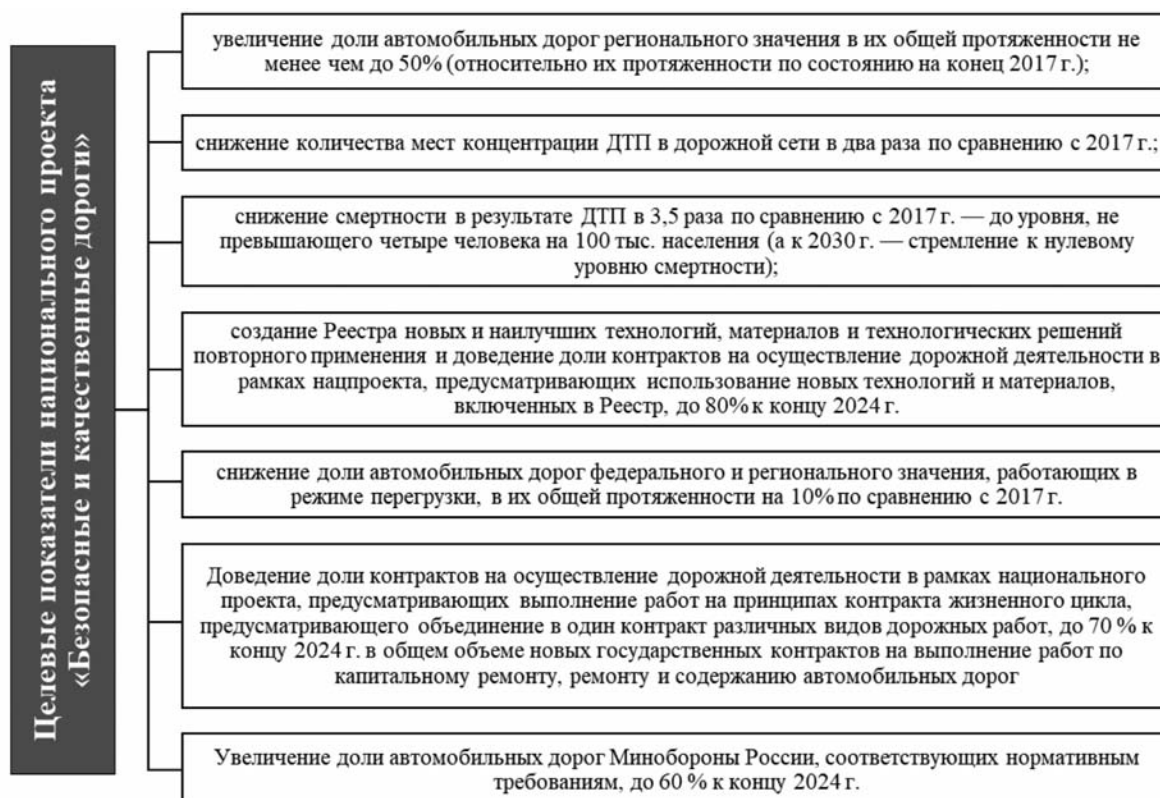 Целевые показатели национального проекта
«Безопасные и качественные дороги»
увеличение доли автомобильных дорог регионального значения в их общей протяженности не
менее чем до 50% (относительно их протяженности по состоянию на конец 2017 г.);
снижение количества мест концентрации ДТП в дорожной сети в два раза по сравнению с 2017 г.;
снижение смертности в результате ДТП в 3,5 раза по сравнению с 2017 г. — до уровня, не
превышающего четыре человека на 100 тыс. населения (а к 2030 г. — стремление к нулевому
уровню смертности);
создание Реестра новых и наилучших технологий, материалов и технологических решений
повторного применения и доведение доли контрактов на осуществление дорожной деятельности в
рамках нацпроекта, предусматривающих использование новых технологий и материалов,
включенных в Реестр, до 80% к концу 2024 г.
снижение доли автомобильных дорог федерального и регионального значения, работающих в
режиме перегрузки, в их общей протяженности на 10% по сравнению с 2017 г.
Доведение доли контрактов на осуществление дорожной деятельности в рамках национального
проекта, предусматривающих выполнение работ на принципах контракта жизненного цикла,
предусматривающего объединение в один контракт различных видов дорожных работ, до 70 % к
концу 2024 г. в общем объеме новых государственных контрактов на выполнение работ по
капитальному ремонту, ремонту и содержанию автомобильных дорог
Увеличение доли автомобильных дорог Минобороны России, соответствующих нормативным
требованиям, до 60 % к концу 2024 г.